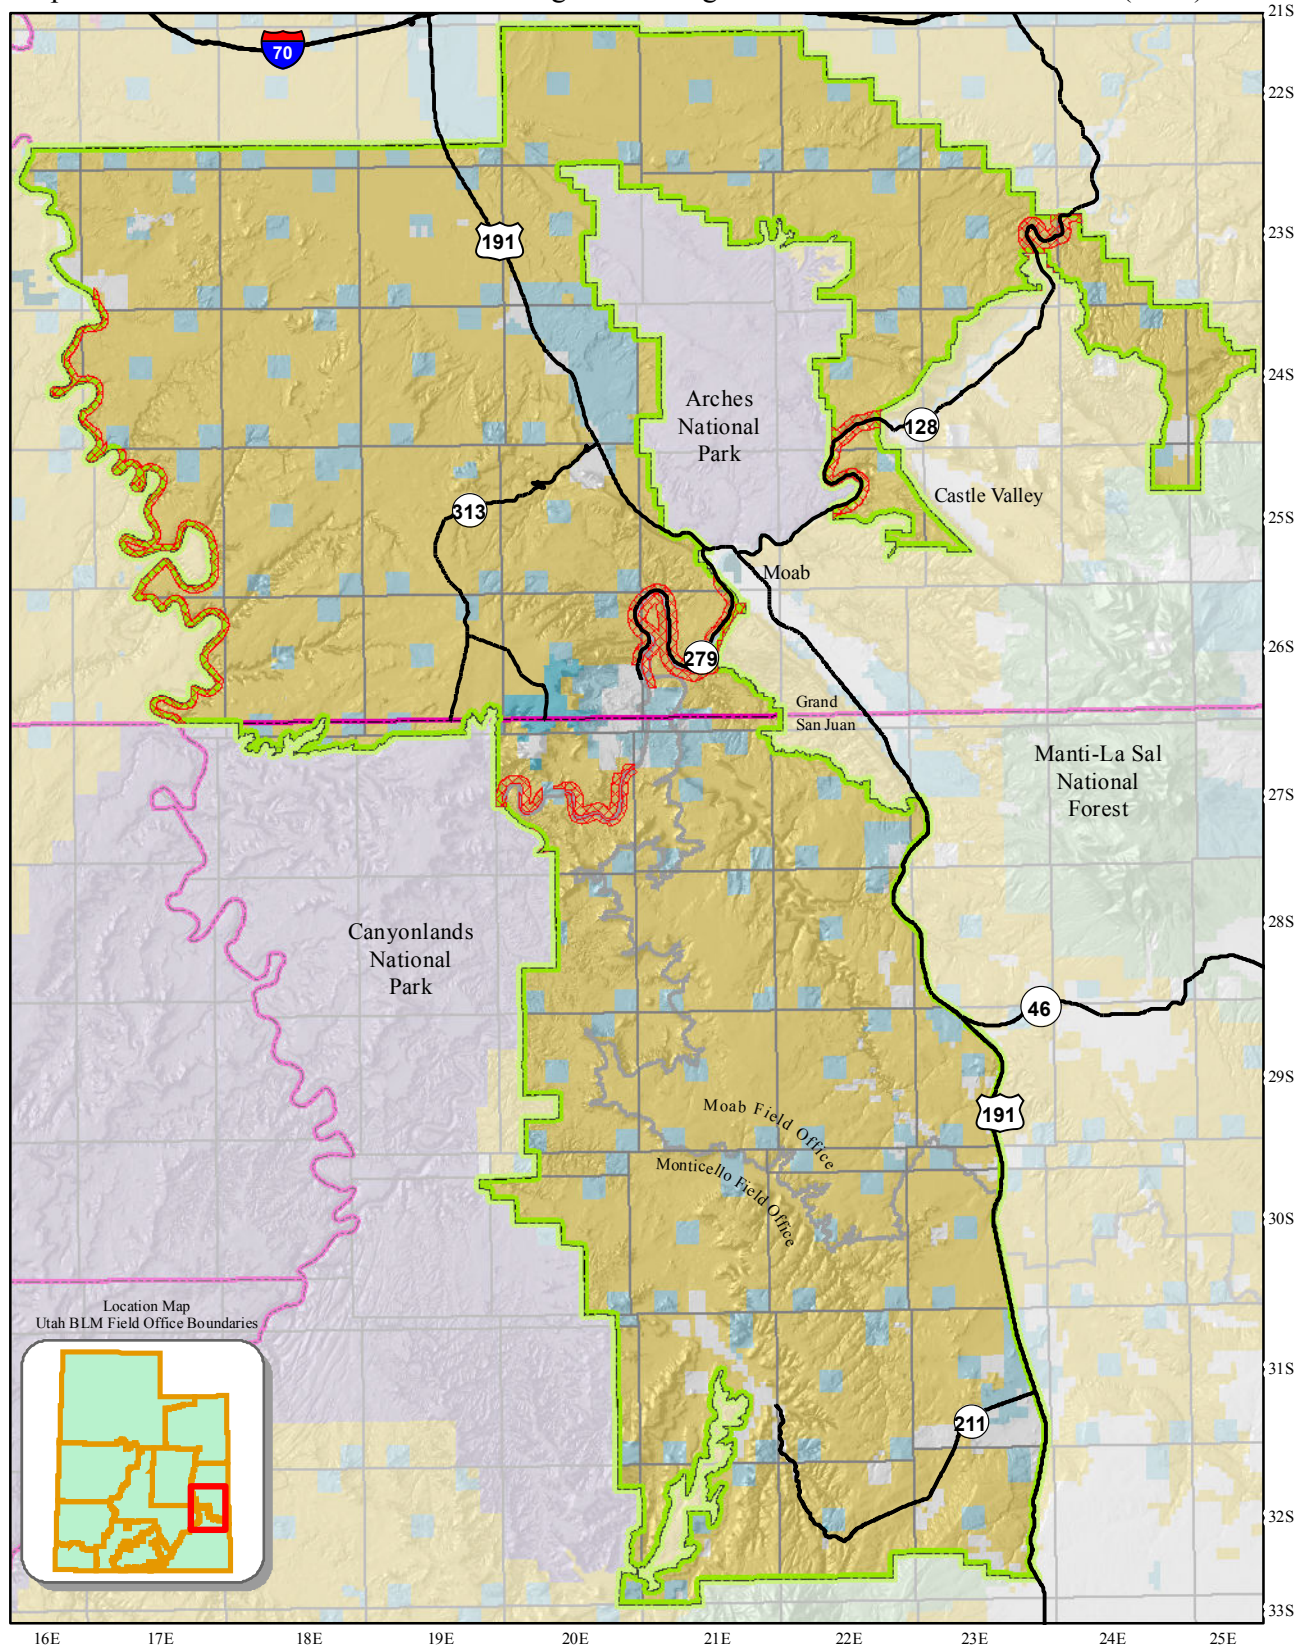 21S
70
22S
191
23S
24S
Arches
National
Park
128
Castle Valley
313
25S
Moab
279
26S
Grand
San Juan
Manti-La Sal
National
Forest
27S
Canyonlands
National
Park
28S
46
29S
Moab Field Office
191
Monticello Field Office
30S
Location Map
Utah BLM Field Office Boundaries
31S
211
32S
33S
16E 17E 18E 19E 20E 21E 22E 23E 24E 25E